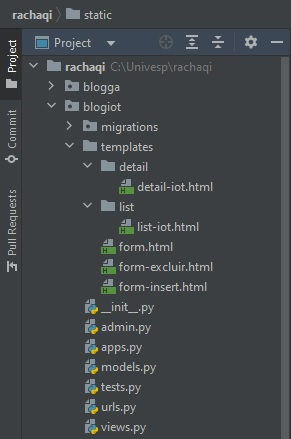 rachaqi static
Project
rachaqi C:\Univesp\rachaqi
blogga
blogiot
migrations
templates
detail
detail-iot.html
list
list-iot.html
form.html
form-excluir.html
form-insert.html
__init__.py
admin.py
apps.py
models.py
tests.py
urls.py
views.py
Project
Commit
Pull Requests